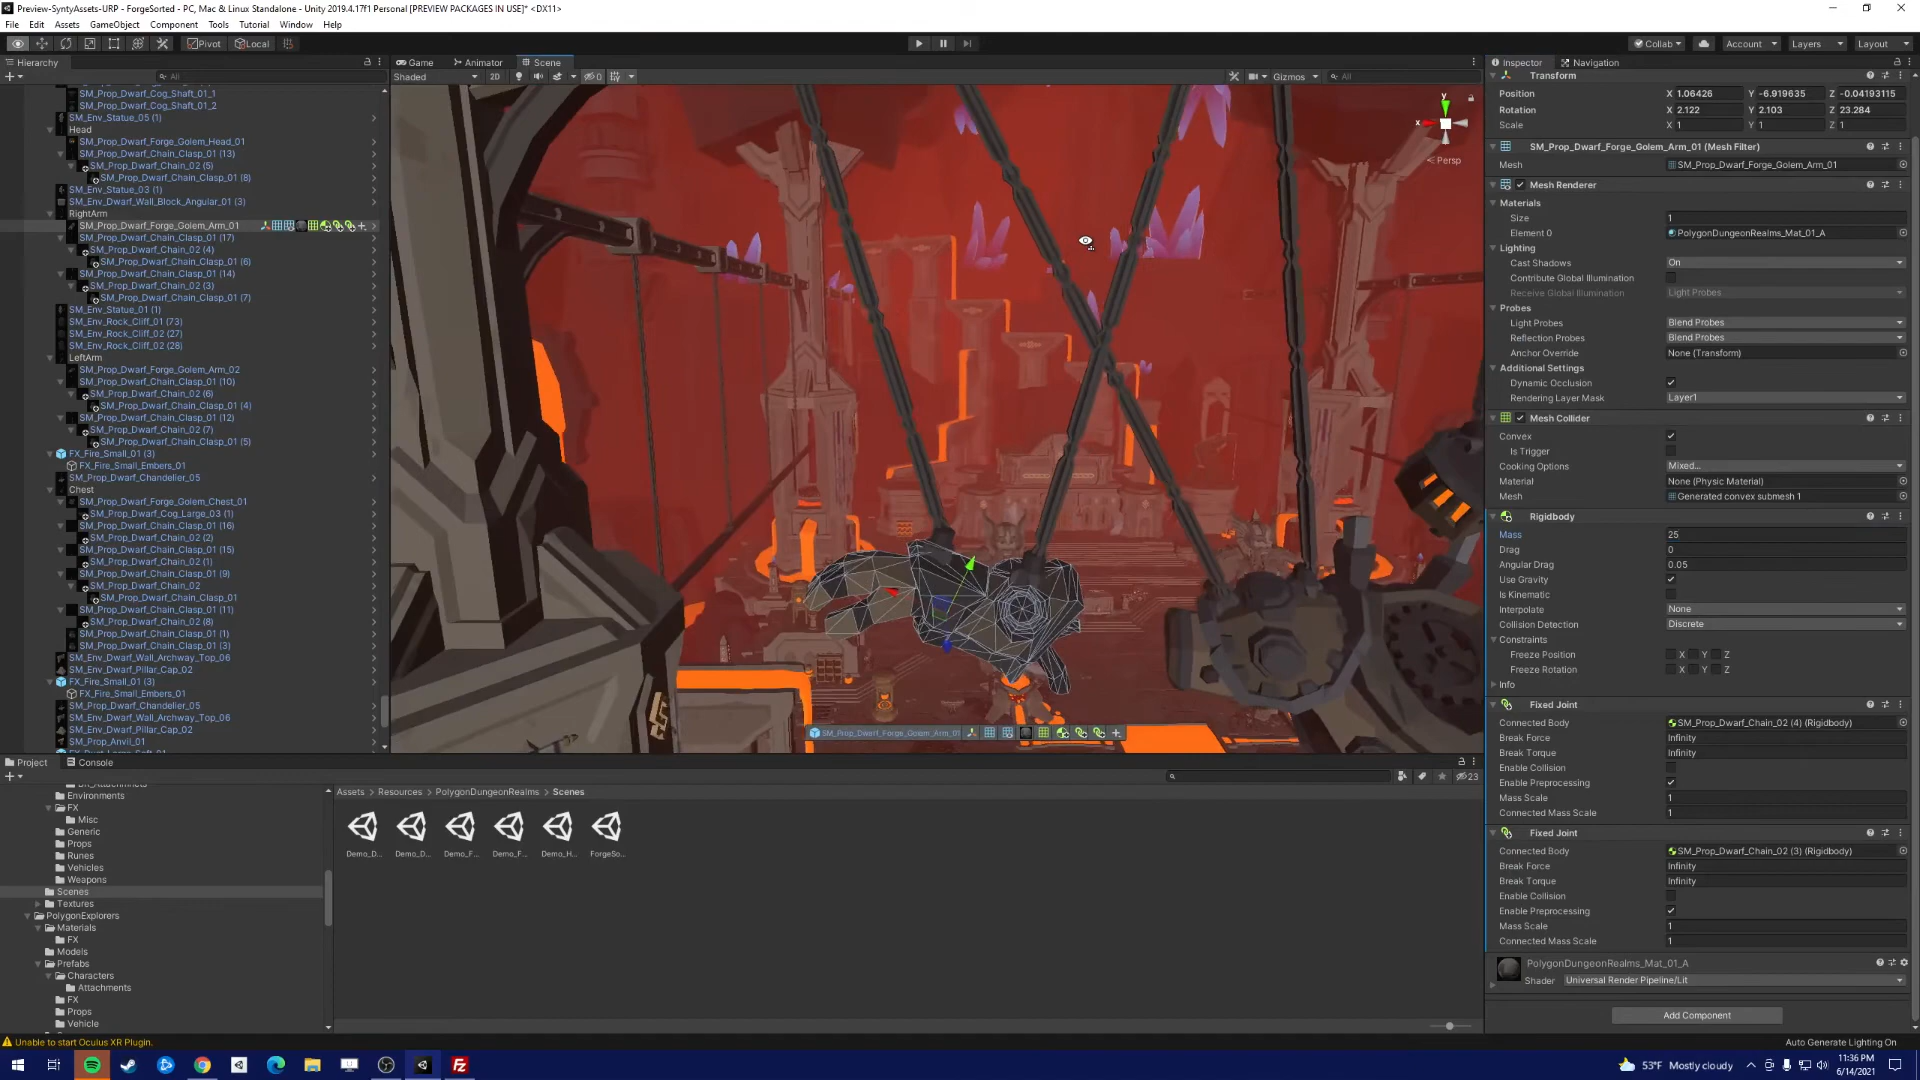 Preview-SyntyAssets-URP - ForgeSorted - PC, Mac & Linux Standalone - Unity 2019.4.17f1 Personal [PREVIEW PACKAGES IN USE]* <DX11>
File Edit Assets GameObject Component Tools Tutorial Window Help
Pivot Local Collab Account Layers Layout
Hierarchy
All
SM_Prop_Dwarf_Cog_Shaft_01_1
SM_Prop_Dwarf_Cog_Shaft_01_2
SM_Env_Statue_05 (1)
Head
SM_Prop_Dwarf_Forge_Golem_Head_01
SM_Prop_Dwarf_Chain_Clasp_01 (13)
SM_Prop_Dwarf_Chain_02 (5)
SM_Prop_Dwarf_Chain_Clasp_01 (8)
SM_Env_Statue_03 (1)
SM_Env_Dwarf_Wall_Block_Angular_01 (3)
RightArm
SM_Prop_Dwarf_Forge_Golem_Arm_01
SM_Prop_Dwarf_Chain_Clasp_01 (17)
SM_Prop_Dwarf_Chain_02 (4)
SM_Prop_Dwarf_Chain_Clasp_01 (6)
SM_Prop_Dwarf_Chain_Clasp_01 (14)
SM_Prop_Dwarf_Chain_02 (3)
SM_Prop_Dwarf_Chain_Clasp_01 (7)
SM_Env_Statue_01 (1)
SM_Env_Rock_Cliff_01 (73)
SM_Env_Rock_Cliff_02 (27)
SM_Env_Rock_Cliff_02 (28)
LeftArm
SM_Prop_Dwarf_Forge_Golem_Arm_02
SM_Prop_Dwarf_Chain_Clasp_01 (10)
SM_Prop_Dwarf_Chain_02 (6)
SM_Prop_Dwarf_Chain_Clasp_01 (4)
SM_Prop_Dwarf_Chain_Clasp_01 (12)
SM_Prop_Dwarf_Chain_02 (7)
SM_Prop_Dwarf_Chain_Clasp_01 (5)
FX_Fire_Small_01 (3)
FX_Fire_Small_Embers_01
SM_Prop_Dwarf_Chandelier_05
Chest
SM_Prop_Dwarf_Forge_Golem_Chest_01
SM_Prop_Dwarf_Cog_Large_03 (1)
SM_Prop_Dwarf_Chain_Clasp_01 (16)
SM_Prop_Dwarf_Chain_02 (2)
SM_Prop_Dwarf_Chain_Clasp_01 (15)
SM_Prop_Dwarf_Chain_02 (1)
SM_Prop_Dwarf_Chain_Clasp_01 (9)
SM_Prop_Dwarf_Chain_02
SM_Prop_Dwarf_Chain_Clasp_01
SM_Prop_Dwarf_Chain_Clasp_01 (11)
SM_Prop_Dwarf_Chain_02 (8)
SM_Prop_Dwarf_Chain_Clasp_01 (1)
SM_Prop_Dwarf_Chain_Clasp_01 (3)
SM_Env_Dwarf_Wall_Archway_Top_06
SM_Env_Dwarf_Pillar_Cap_02
FX_Fire_Small_01 (3)
FX_Fire_Small_Embers_01
SM_Prop_Dwarf_Chandelier_05
SM_Env_Dwarf_Wall_Archway_Top_06
SM_Env_Dwarf_Pillar_Cap_02
SM_Prop_Anvil_01
Game Animator Scene
Shaded 2D 0 Gizmos All
y
x
Persp
SM_Prop_Dwarf_Forge_Golem_Arm_01
Inspector Navigation
Transform
Position X 1.06426 Y -6.919635 Z -0.04193115
Rotation X 2.122 Y 2.103 Z 23.284
Scale X 1 Y 1 Z 1
SM_Prop_Dwarf_Forge_Golem_Arm_01 (Mesh Filter)
Mesh SM_Prop_Dwarf_Forge_Golem_Arm_01
Mesh Renderer
Materials
Size 1
Element 0 PolygonDungeonRealms_Mat_01_A
Lighting
Cast Shadows On
Contribute Global Illumination
Receive Global Illumination Light Probes
Probes
Light Probes Blend Probes
Reflection Probes Blend Probes
Anchor Override None (Transform)
Additional Settings
Dynamic Occlusion
Rendering Layer Mask Layer1
Mesh Collider
Convex
Is Trigger
Cooking Options Mixed...
Material None (Physic Material)
Mesh Generated convex submesh 1
Rigidbody
Mass 25
Drag 0
Angular Drag 0.05
Use Gravity
Is Kinematic
Interpolate None
Collision Detection Discrete
Constraints
Freeze Position X Y Z
Freeze Rotation X Y Z
Info
Fixed Joint
Connected Body SM_Prop_Dwarf_Chain_02 (4) (Rigidbody)
Break Force Infinity
Break Torque Infinity
Enable Collision
Enable Preprocessing
Mass Scale 1
Connected Mass Scale 1
Fixed Joint
Connected Body SM_Prop_Dwarf_Chain_02 (3) (Rigidbody)
Break Force Infinity
Break Torque Infinity
Enable Collision
Enable Preprocessing
Mass Scale 1
Connected Mass Scale 1
PolygonDungeonRealms_Mat_01_A
Shader Universal Render Pipeline/Lit
Add Component
Project Console
23
Environments
FX
Misc
Generic
Props
Runes
Vehicles
Weapons
Scenes
Textures
PolygonExplorers
Materials
FX
Models
Prefabs
Characters
Attachments
FX
Props
Vehicle
Assets > Resources > PolygonDungeonRealms > Scenes
Demo_D... Demo_D... Demo_F... Demo_F... Demo_H... ForgeSo...
Unable to start Oculus XR Plugin.
Auto Generate Lighting On
53°F Mostly cloudy
11:36 PM
6/14/2021